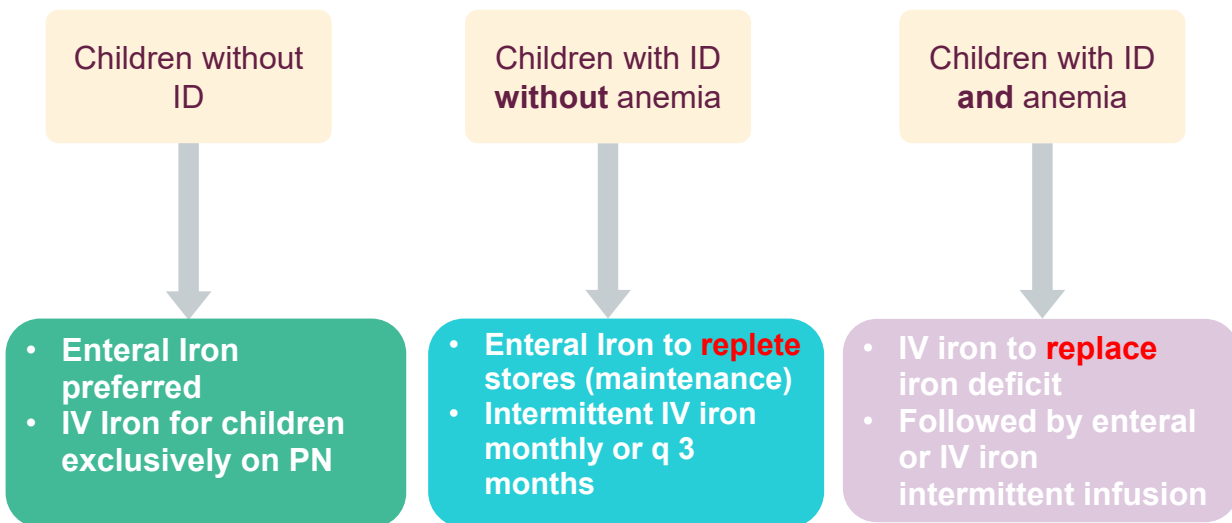 Children without
ID
Children with ID
without anemia
Children with ID
and anemia
• Enteral Iron
preferred
• IV Iron for children
exclusively on PN
• Enteral Iron to replete
stores (maintenance)
• Intermittent IV iron
monthly or q 3
months
• IV iron to replace
iron deficit
• Followed by enteral
or IV iron
intermittent infusion